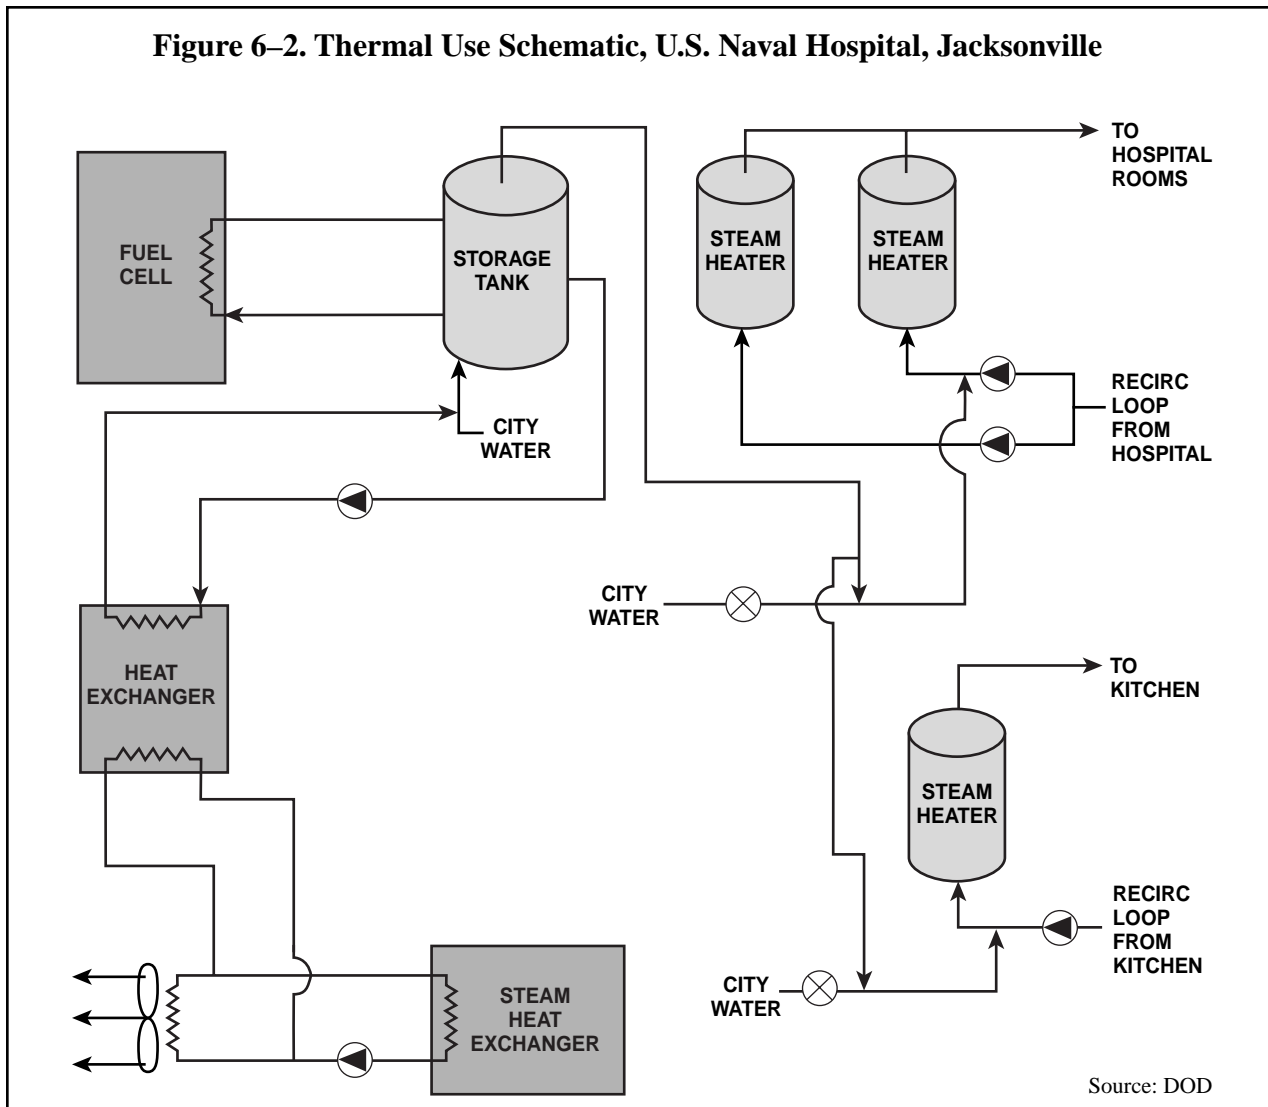 Figure 6–2. Thermal Use Schematic, U.S. Naval Hospital, Jacksonville
FUEL
CELL
STORAGE
TANK
STEAM
HEATER
STEAM
HEATER
TO
HOSPITAL
ROOMS
CITY
WATER
RECIRC
LOOP
FROM
HOSPITAL
CITY
WATER
HEAT
EXCHANGER
TO
KITCHEN
STEAM
HEATER
RECIRC
LOOP
FROM
KITCHEN
CITY
WATER
STEAM
HEAT
EXCHANGER
Source: DOD